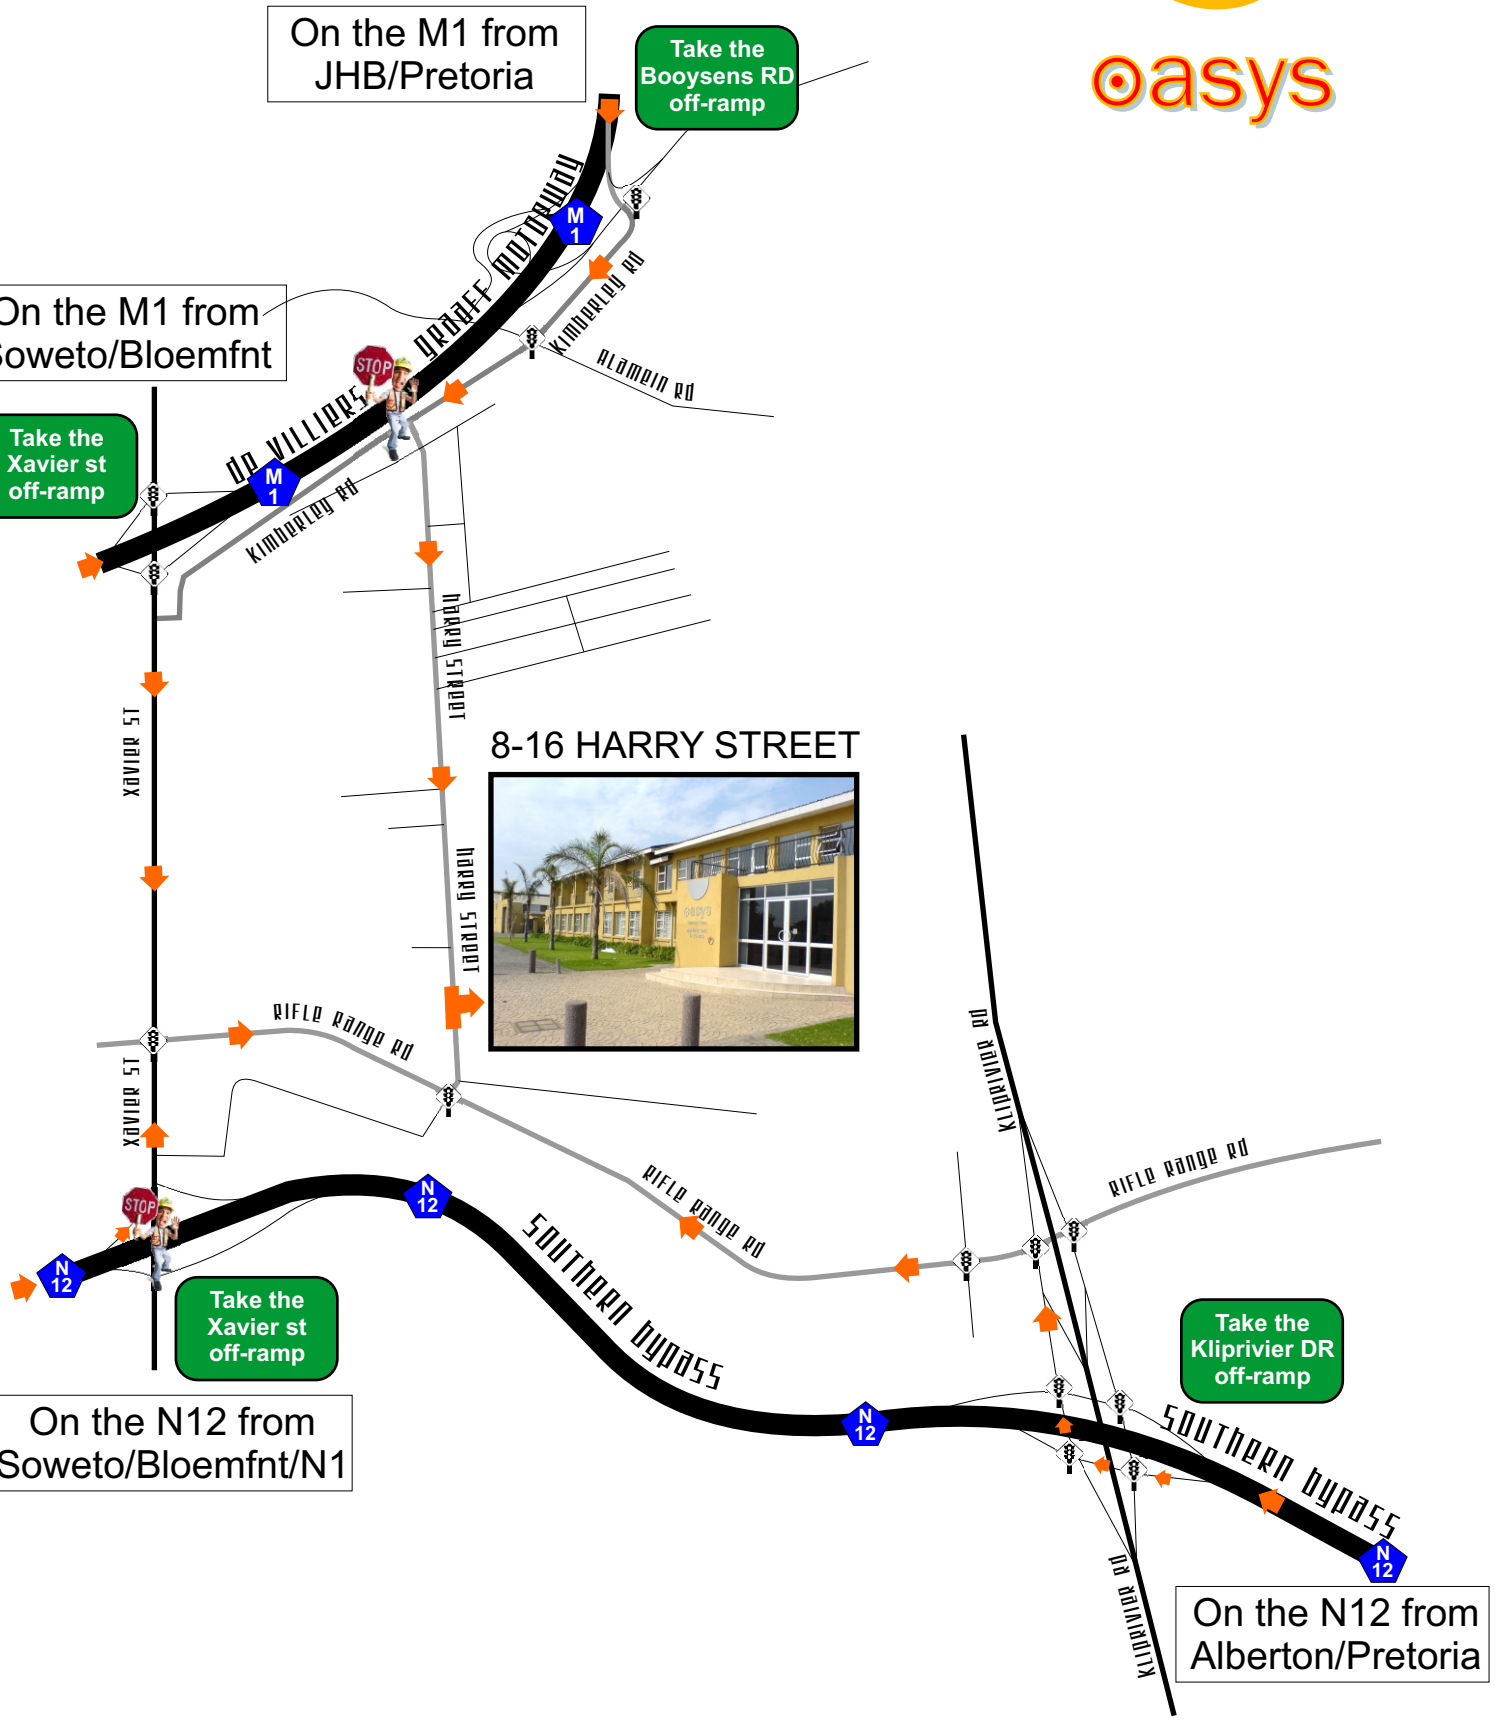 On the M1 from
JHB/Pretoria
Take the
Booysens RD
off-ramp
oasys
de VILLIERS graaff Motorway
M
1
Kimberley Rd
On the M1 from
Soweto/Bloemfnt
STOP
Alamein Rd
Take the
Xavier st
off-ramp
M
1
Kimberley Rd
Harry Street
Xavier St
8-16 HARRY STREET
Harry Street
oasys
Rifle Range Rd
Kliprivier Rd
Xavier St
Rifle Range Rd
Rifle Range Rd
STOP
N
12
N
12
Southern bypass
Take the
Xavier st
off-ramp
Take the
Kliprivier DR
off-ramp
On the N12 from
Soweto/Bloemfnt/N1
N
12
Southern bypass
N
12
Kliprivier Rd
On the N12 from
Alberton/Pretoria